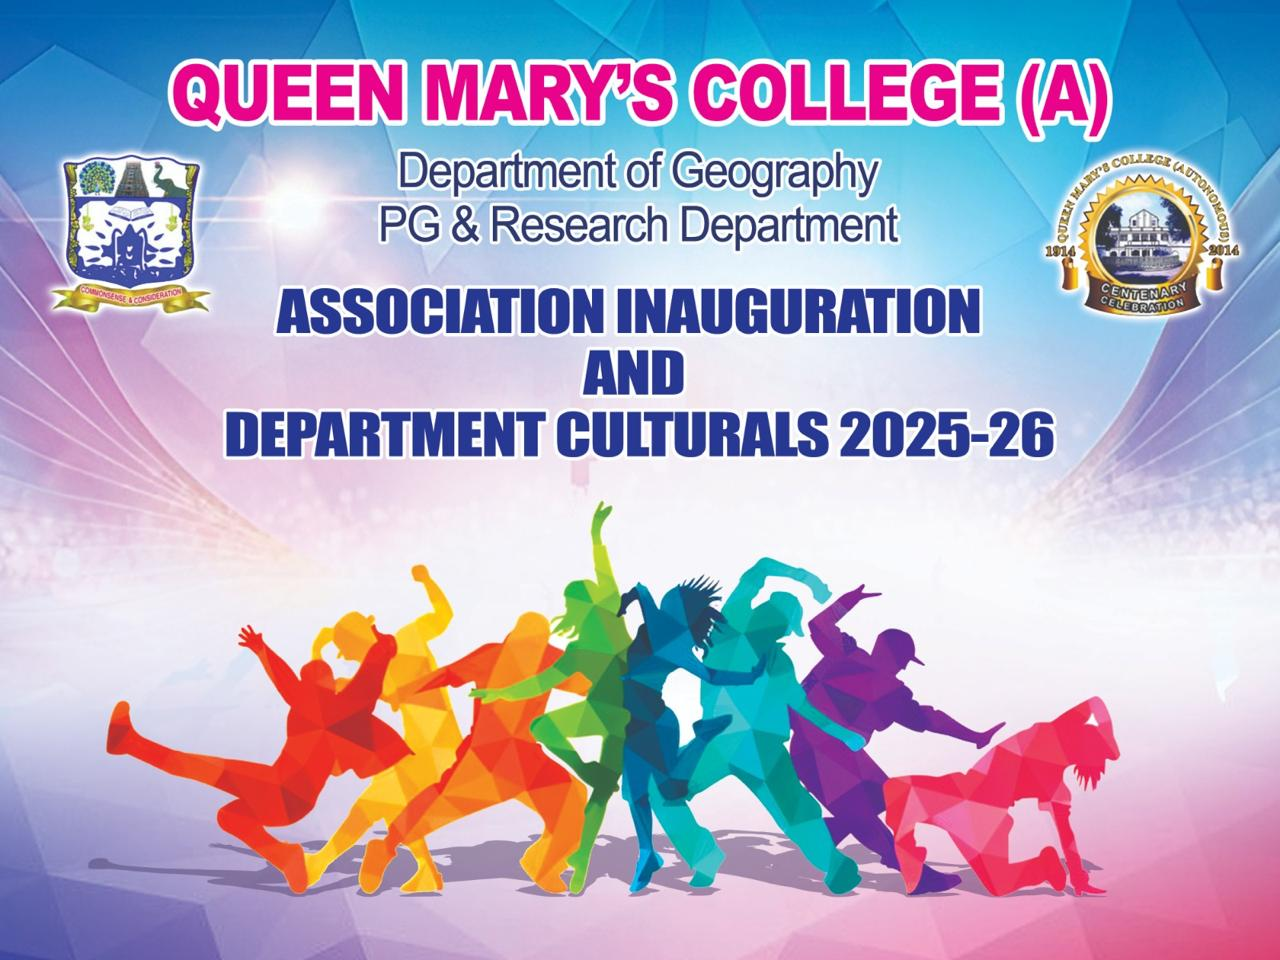 QUEEN MARY'S COLLEGE (A)
Department of Geography
PG & Research Department
ASSOCIATION INAUGURATION
AND
DEPARTMENT CULTURALS 2025-26
COMMONSENSE & CONSIDERATION
QUEEN MARY'S COLLEGE (AUTONOMOUS)
1914 2014
CENTENARY
CELEBRATION